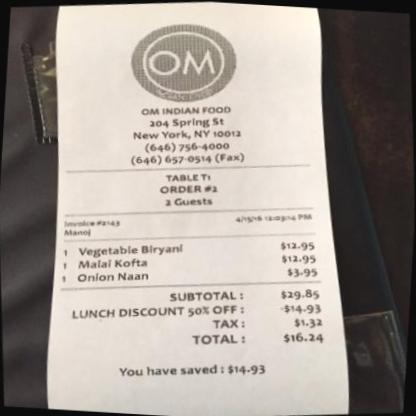 OM
OM INDIAN FOOD
204 Spring St
New York, NY 10012
(646) 756-4000
(646) 657-0514 (Fax)
TABLE T1
ORDER #2
2 Guests
Invoice #2143 4/15/16 12:03:14 PM
Manoj
1 Vegetable Biryani $12.95
1 Malai Kofta $12.95
1 Onion Naan $3.95
SUBTOTAL : $29.85
LUNCH DISCOUNT 50% OFF : -$14.93
TAX : $1.32
TOTAL : $16.24
You have saved : $14.93